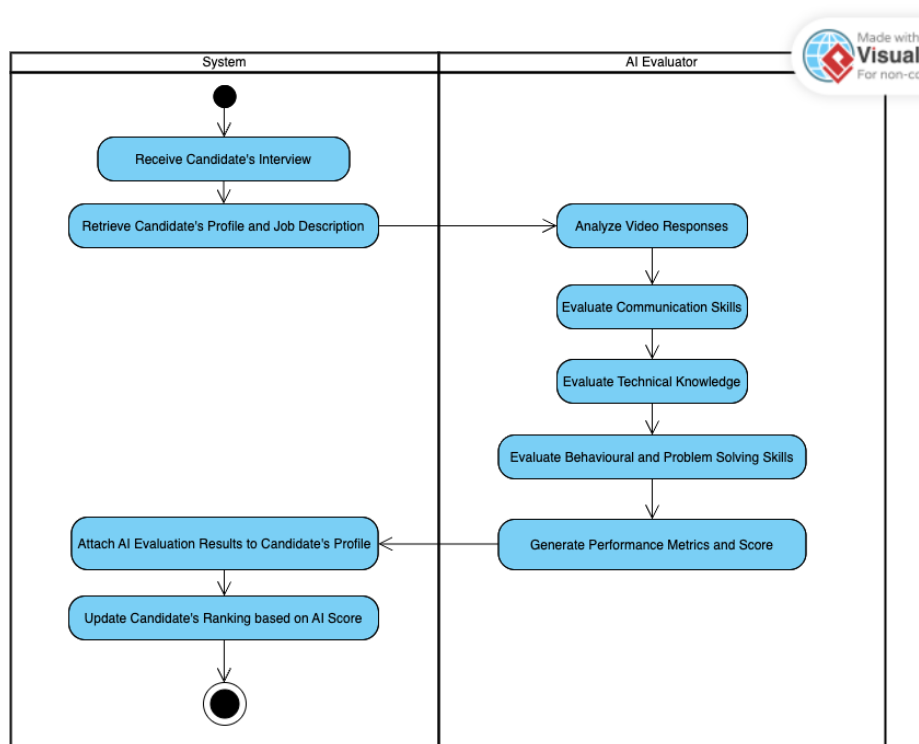 Made with
Visual
For non-co
System
AI Evaluator
Receive Candidate's Interview
Retrieve Candidate's Profile and Job Description
Analyze Video Responses
Evaluate Communication Skills
Evaluate Technical Knowledge
Evaluate Behavioural and Problem Solving Skills
Attach AI Evaluation Results to Candidate's Profile
Generate Performance Metrics and Score
Update Candidate's Ranking based on AI Score